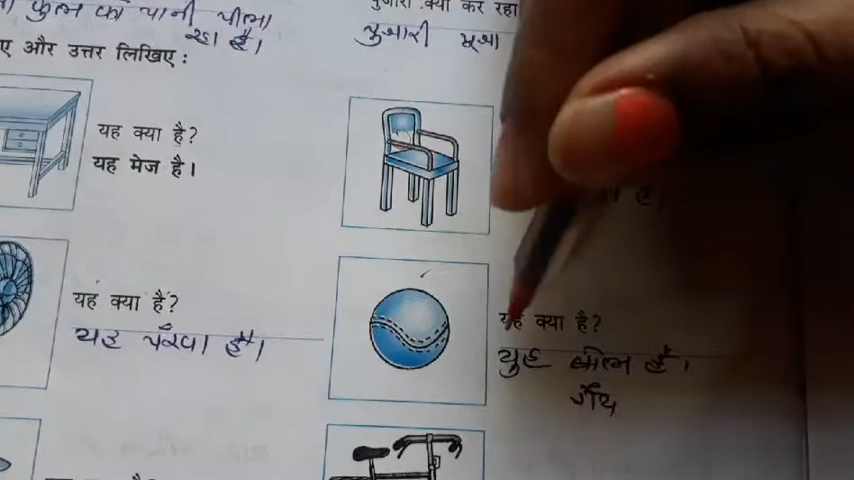 कुल को पानी पीला
रहा है।
पुजारी क्या कर रहा
पुजारी पूजा
ए और उत्तर लिखिए :
यह क्या है?
यह मेज है।
है।
यह क्या है?
यह पंखा है।
यह क्या है?
यह बोल है।
गेंद